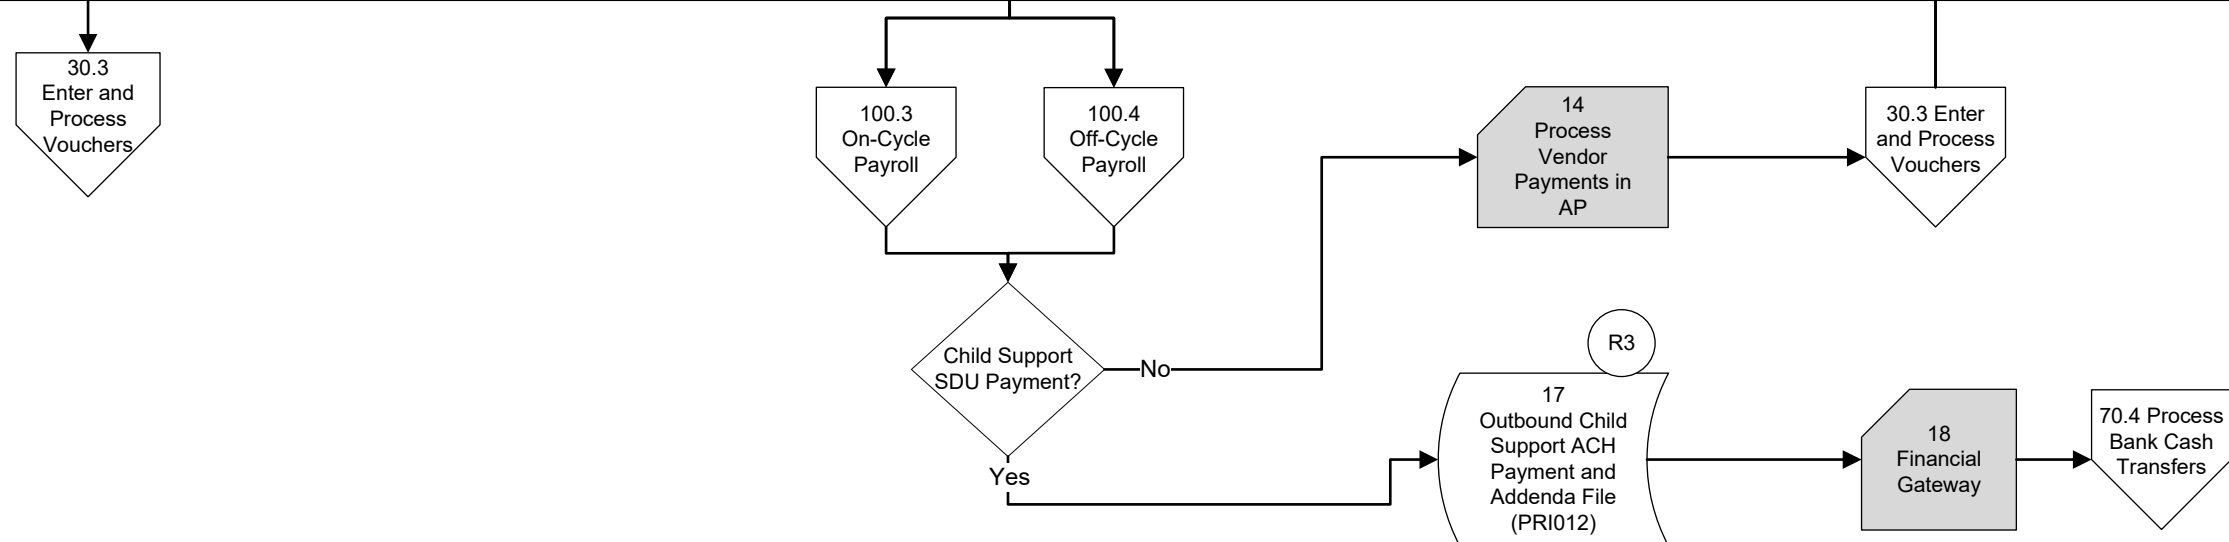 30.3
Enter and
Process
Vouchers
100.3
On-Cycle
Payroll
100.4
Off-Cycle
Payroll
14
Process
Vendor
Payments in
AP
30.3 Enter
and Process
Vouchers
Child Support
SDU Payment?
No
Yes
R3
17
Outbound Child
Support ACH
Payment and
Addenda File
(PRI012)
18
Financial
Gateway
70.4 Process
Bank Cash
Transfers